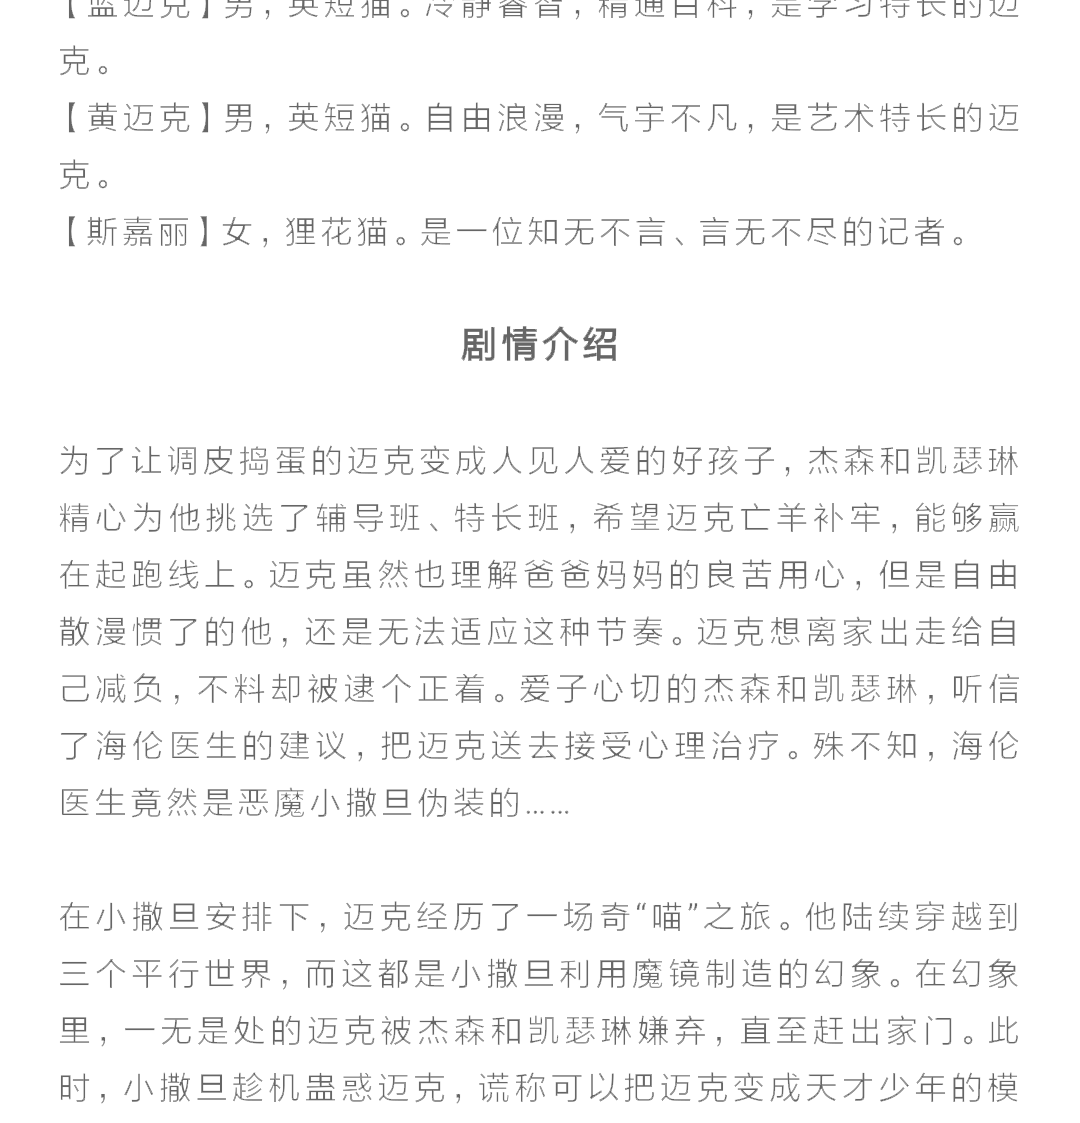 【蓝迈克】男，英短猫。冷静睿智，精通百科，是学习特长的迈
克。
【黄迈克】男，英短猫。自由浪漫，气宇不凡，是艺术特长的迈
克。
【斯嘉丽】女，狸花猫。是一位知无不言、言无不尽的记者。
剧情介绍
为了让调皮捣蛋的迈克变成人见人爱的好孩子，杰森和凯瑟琳
精心为他挑选了辅导班、特长班，希望迈克亡羊补牢，能够赢
在起跑线上。迈克虽然也理解爸爸妈妈的良苦用心，但是自由
散漫惯了的他，还是无法适应这种节奏。迈克想离家出走给自
己减负，不料却被逮个正着。爱子心切的杰森和凯瑟琳，听信
了海伦医生的建议，把迈克送去接受心理治疗。殊不知，海伦
医生竟然是恶魔小撒旦伪装的……
在小撒旦安排下，迈克经历了一场奇“喵”之旅。他陆续穿越到
三个平行世界，而这都是小撒旦利用魔镜制造的幻象。在幻象
里，一无是处的迈克被杰森和凯瑟琳嫌弃，直至赶出家门。此
时，小撒旦趁机蛊惑迈克，谎称可以把迈克变成天才少年的模